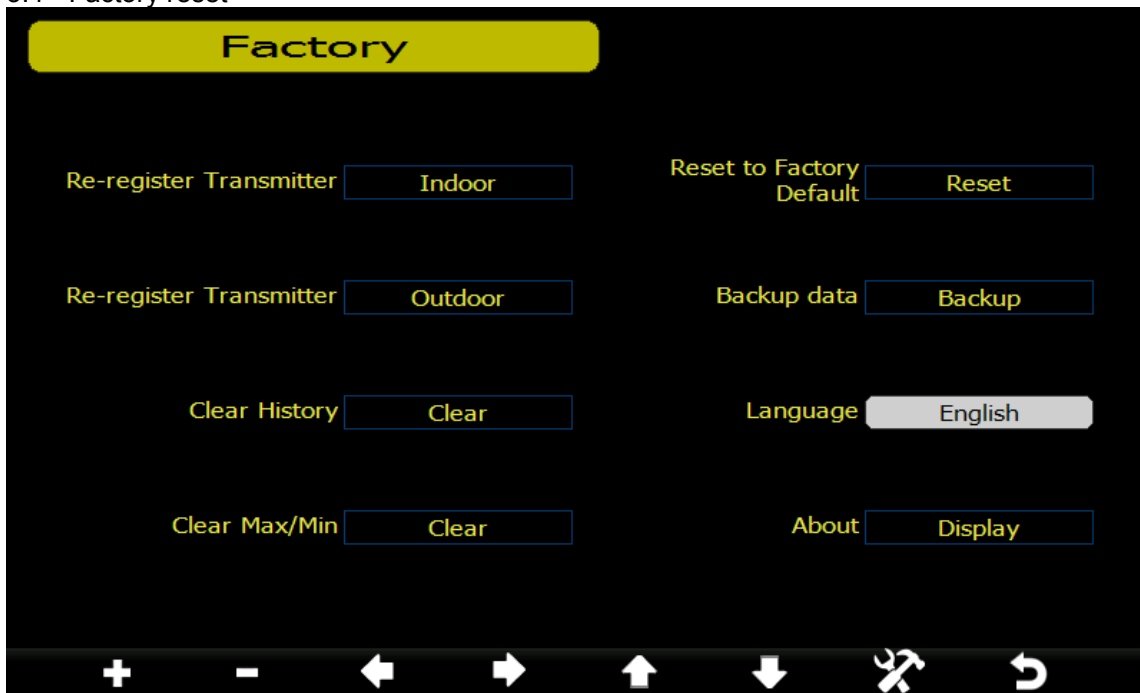 Factory
Re-register Transmitter Indoor
Reset to Factory
Default Reset
Re-register Transmitter Outdoor
Backup data Backup
Clear History Clear
Language English
Clear Max/Min Clear
About Display